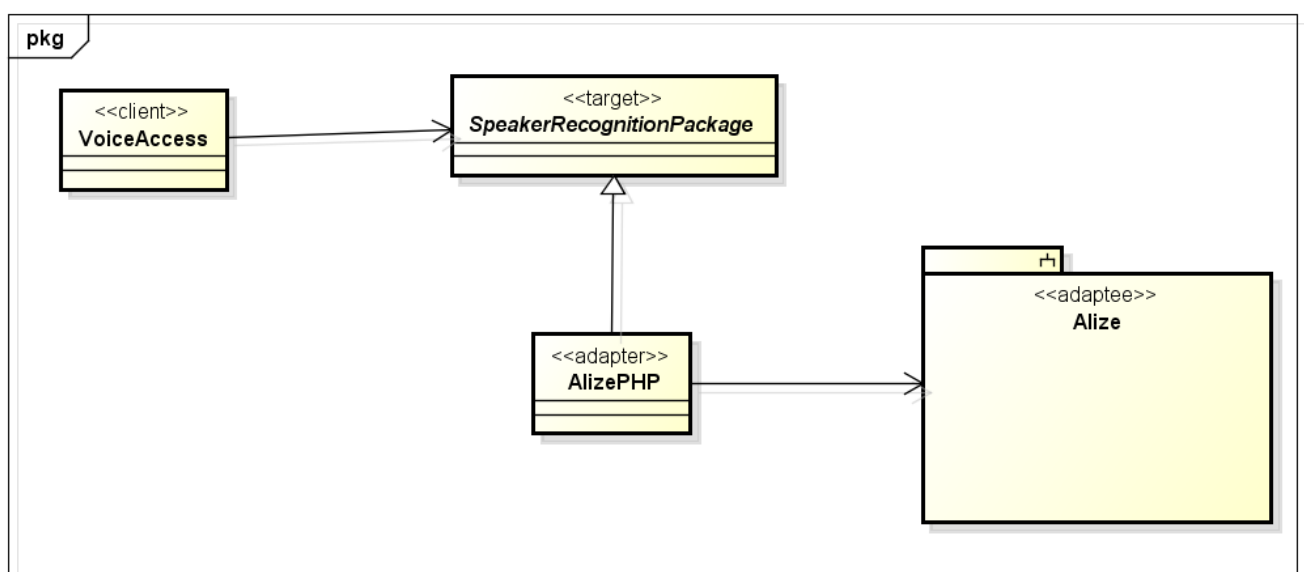 pkg
<<client>>
VoiceAccess
<<target>>
SpeakerRecognitionPackage
<<adapter>>
AlizePHP
<<adaptee>>
Alize